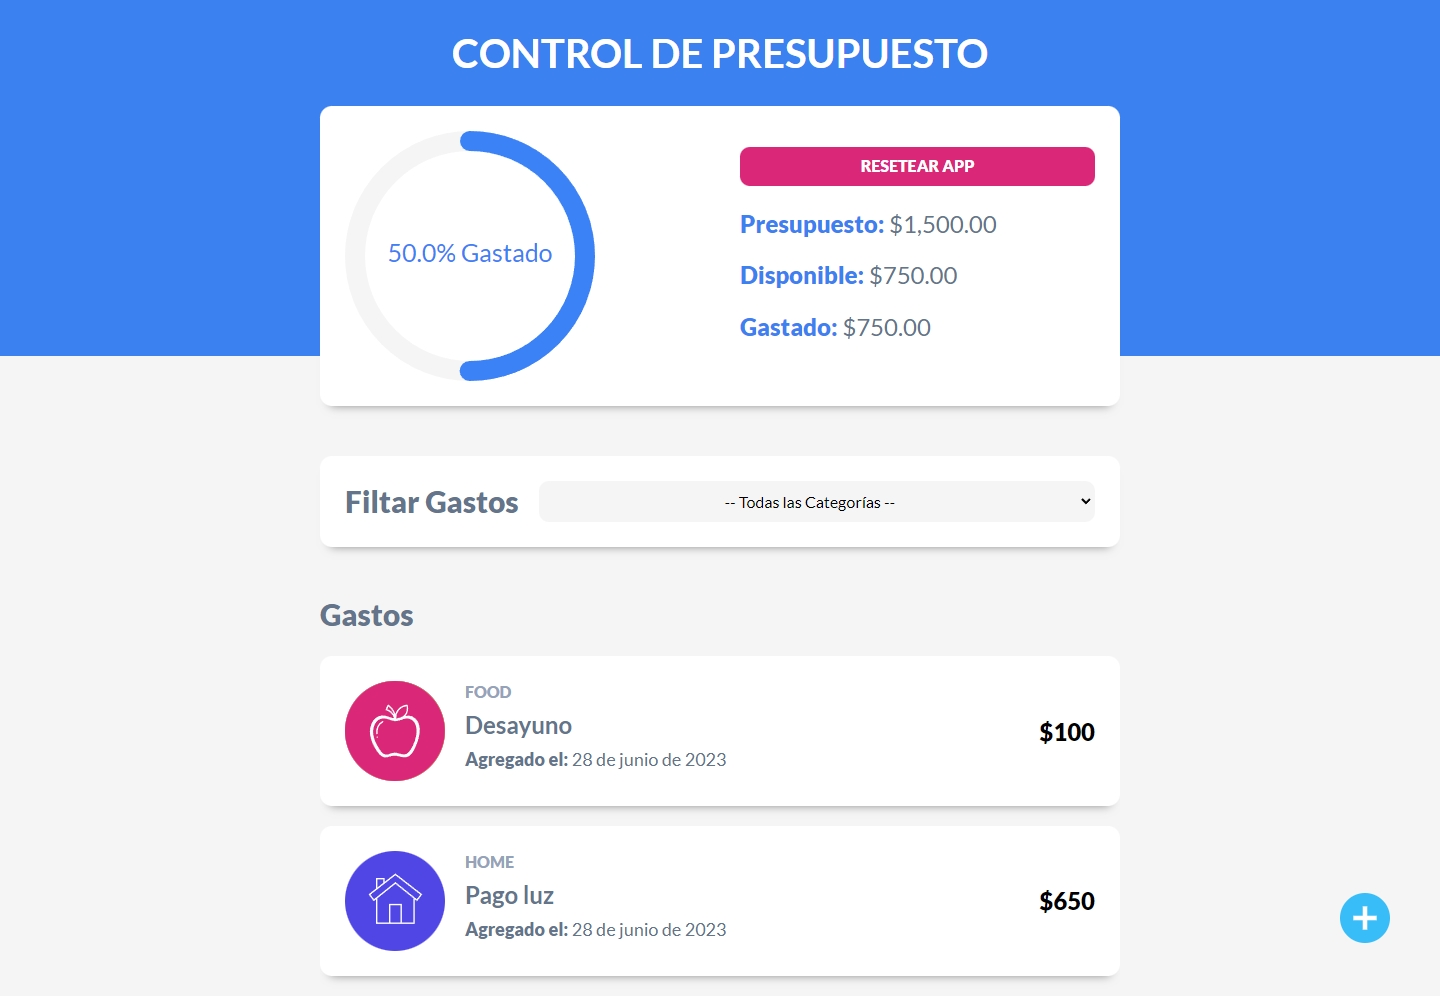 CONTROL DE PRESUPUESTO
50.0% Gastado
RESETEAR APP
Presupuesto: $1,500.00
Disponible: $750.00
Gastado: $750.00
Filtar Gastos
-- Todas las Categorías --
Gastos
FOOD
Desayuno
Agregado el: 28 de junio de 2023
$100
HOME
Pago luz
Agregado el: 28 de junio de 2023
$650